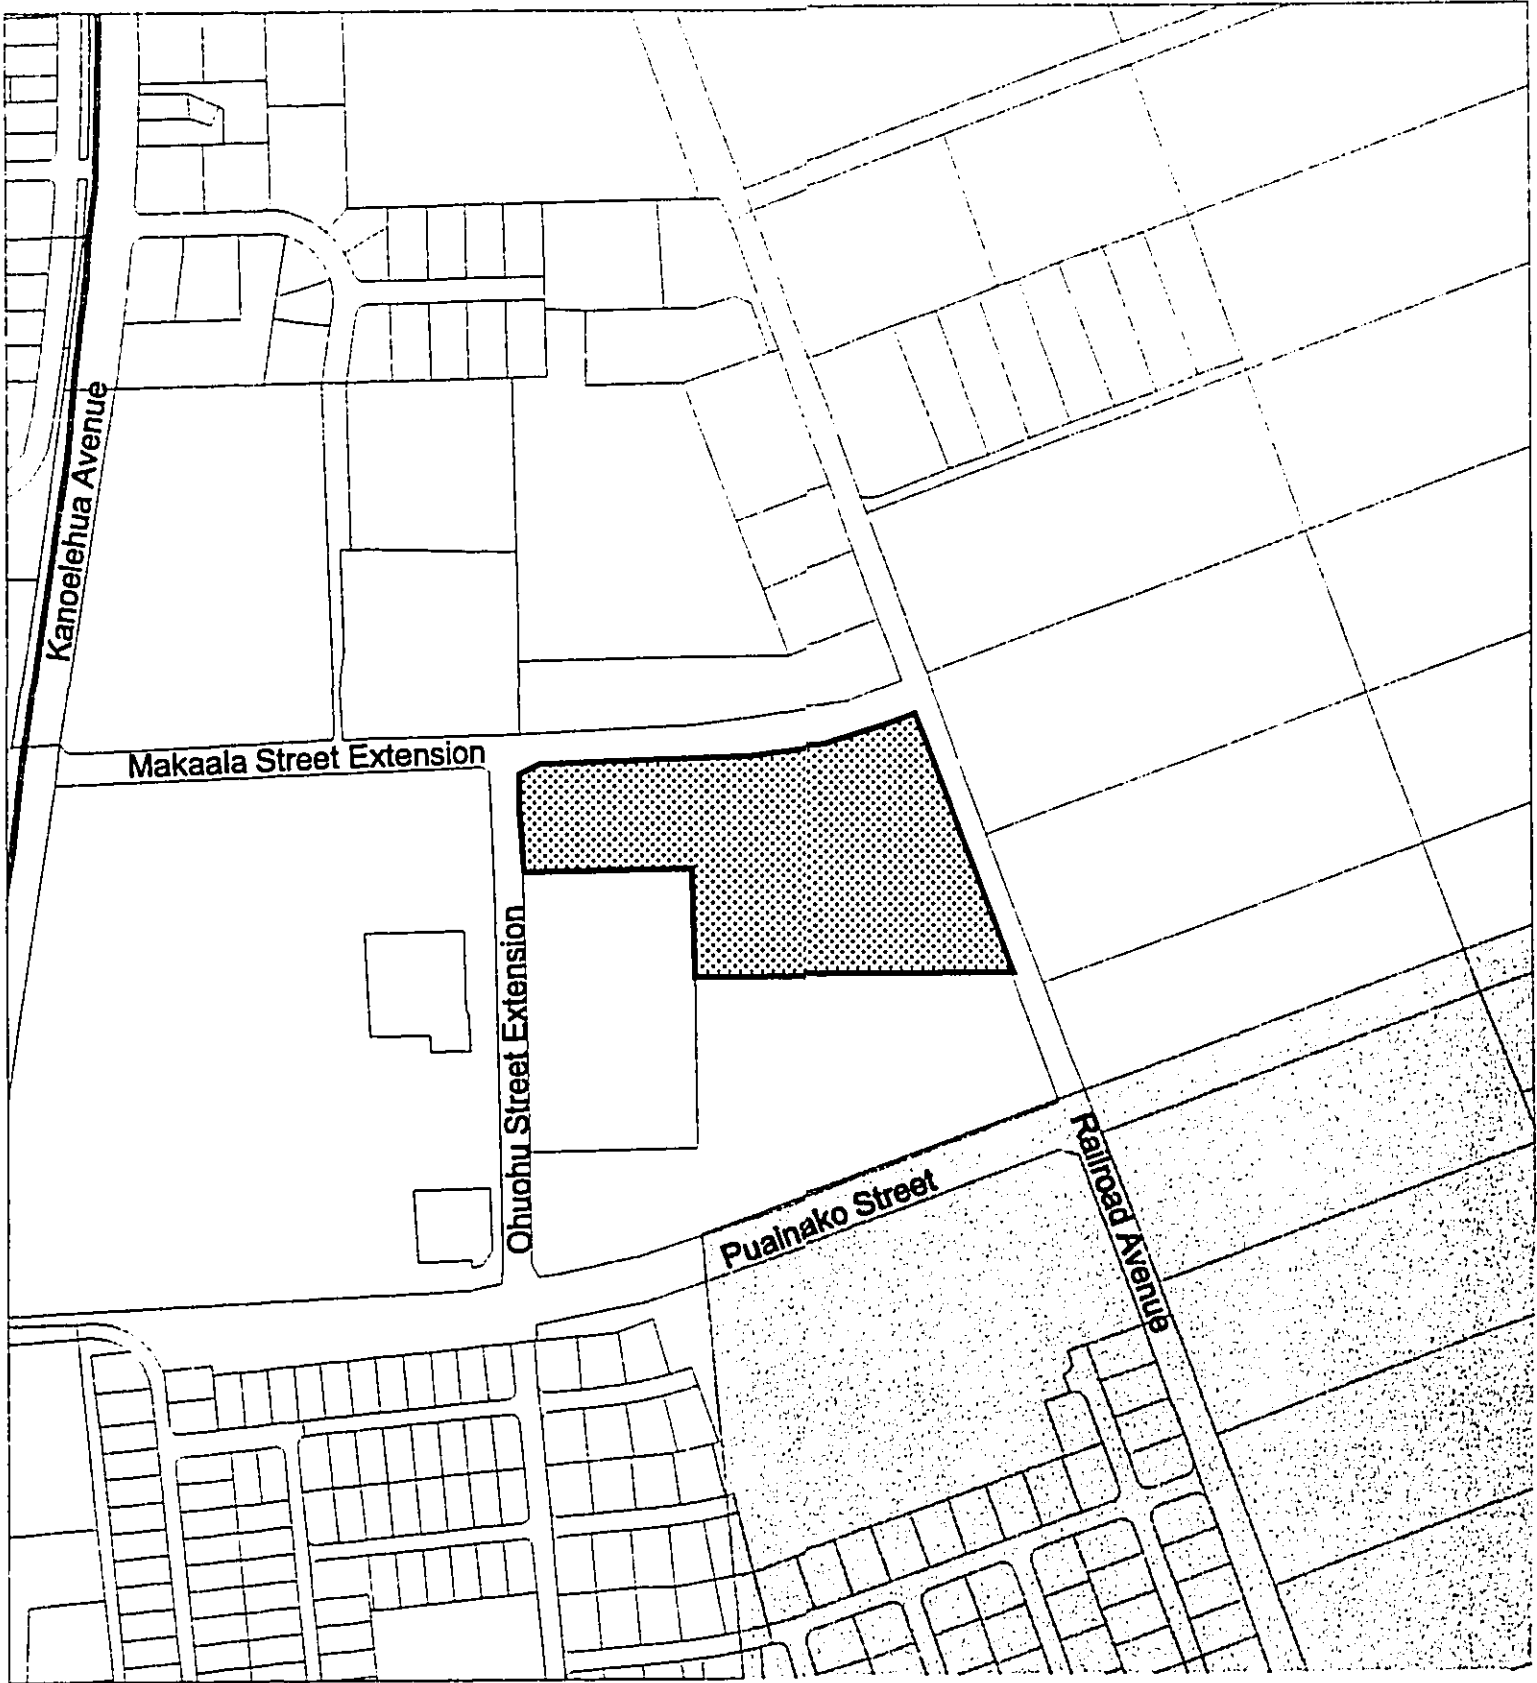 Kanoelehua Avenue
Makaala Street Extension
Ohuohu Street Extension
Puainako Street
Railroad Avenue